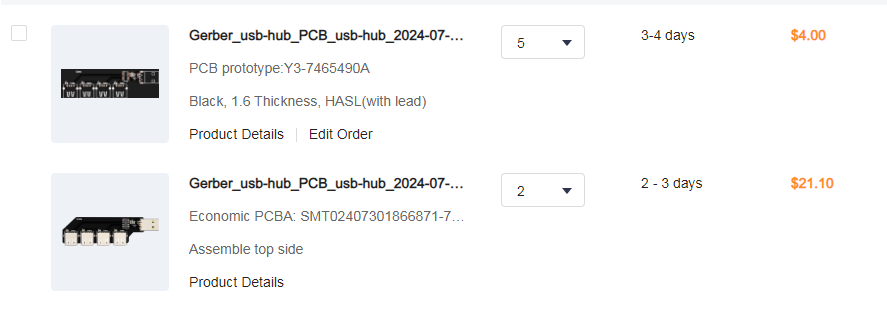 Gerber_usb-hub_PCB_usb-hub_2024-07-...
5
3-4 days
$4.00
PCB prototype:Y3-7465490A
Black, 1.6 Thickness, HASL(with lead)
Product Details | Edit Order
Gerber_usb-hub_PCB_usb-hub_2024-07-...
2
2 - 3 days
$21.10
Economic PCBA: SMT02407301866871-7...
Assemble top side
Product Details